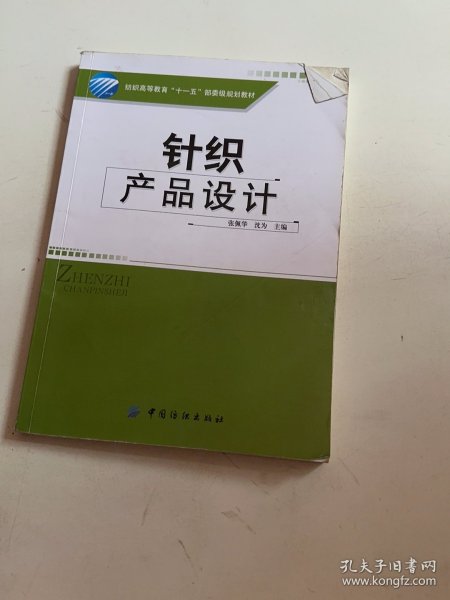 纺织高等教育“十一五”部委级规划教材
针织
产品设计
张佩华 沈为 主编
ZHENZHI
CHANPINSHEJI
中国纺织出版社
孔夫子旧书网
www.kongfz.com